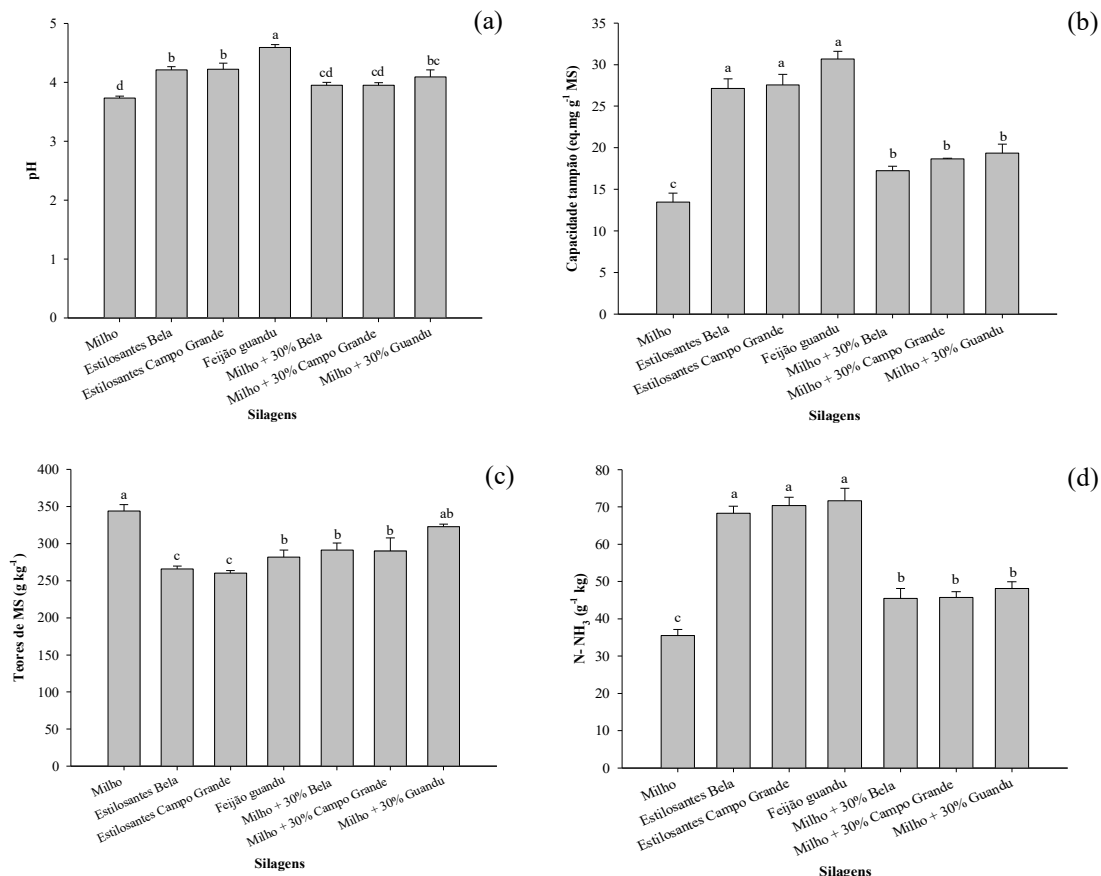 (a)
pH
5
4
3
2
1
0
d
b
b
a
cd
cd
bc
Milho
Estilosantes Bela
Estilosantes Campo Grande
Feijão guandu
Milho + 30% Bela
Milho + 30% Campo Grande
Milho + 30% Guandu
Silagens
(b)
Capacidade tampão (eq.mg g⁻¹ MS)
35
30
25
20
15
10
5
0
c
a
a
a
b
b
b
Milho
Estilosantes Bela
Estilosantes Campo Grande
Feijão guandu
Milho + 30% Bela
Milho + 30% Campo Grande
Milho + 30% Guandu
Silagens
(c)
Teores de MS (g kg⁻¹)
400
350
300
250
200
150
100
50
0
a
c
c
b
b
b
ab
Milho
Estilosantes Bela
Estilosantes Campo Grande
Feijão guandu
Milho + 30% Bela
Milho + 30% Campo Grande
Milho + 30% Guandu
Silagens
(d)
N- NH₃ (g⁻¹ kg)
80
70
60
50
40
30
20
10
0
c
a
a
a
b
b
b
Milho
Estilosantes Bela
Estilosantes Campo Grande
Feijão guandu
Milho + 30% Bela
Milho + 30% Campo Grande
Milho + 30% Guandu
Silagens